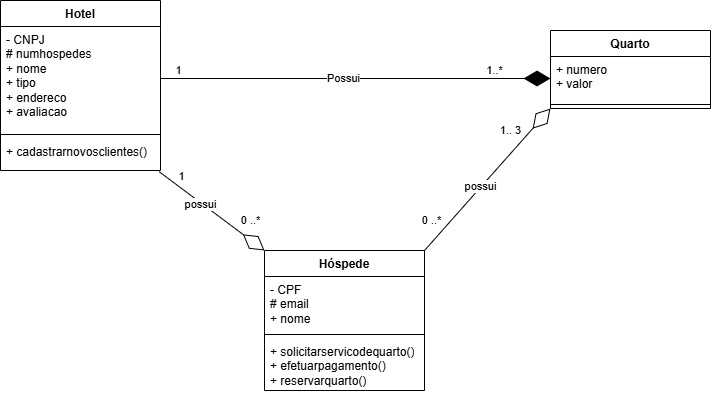 Hotel
- CNPJ
# numhospedes
+ nome
+ tipo
+ endereco
+ avaliacao
+ cadastrarnovosclientes()
1
Possui
1..*
Quarto
+ numero
+ valor
1
possui
0 ..*
1.. 3
possui
0 ..*
Hóspede
- CPF
# email
+ nome
+ solicitarservicodequarto()
+ efetuarpagamento()
+ reservarquarto()